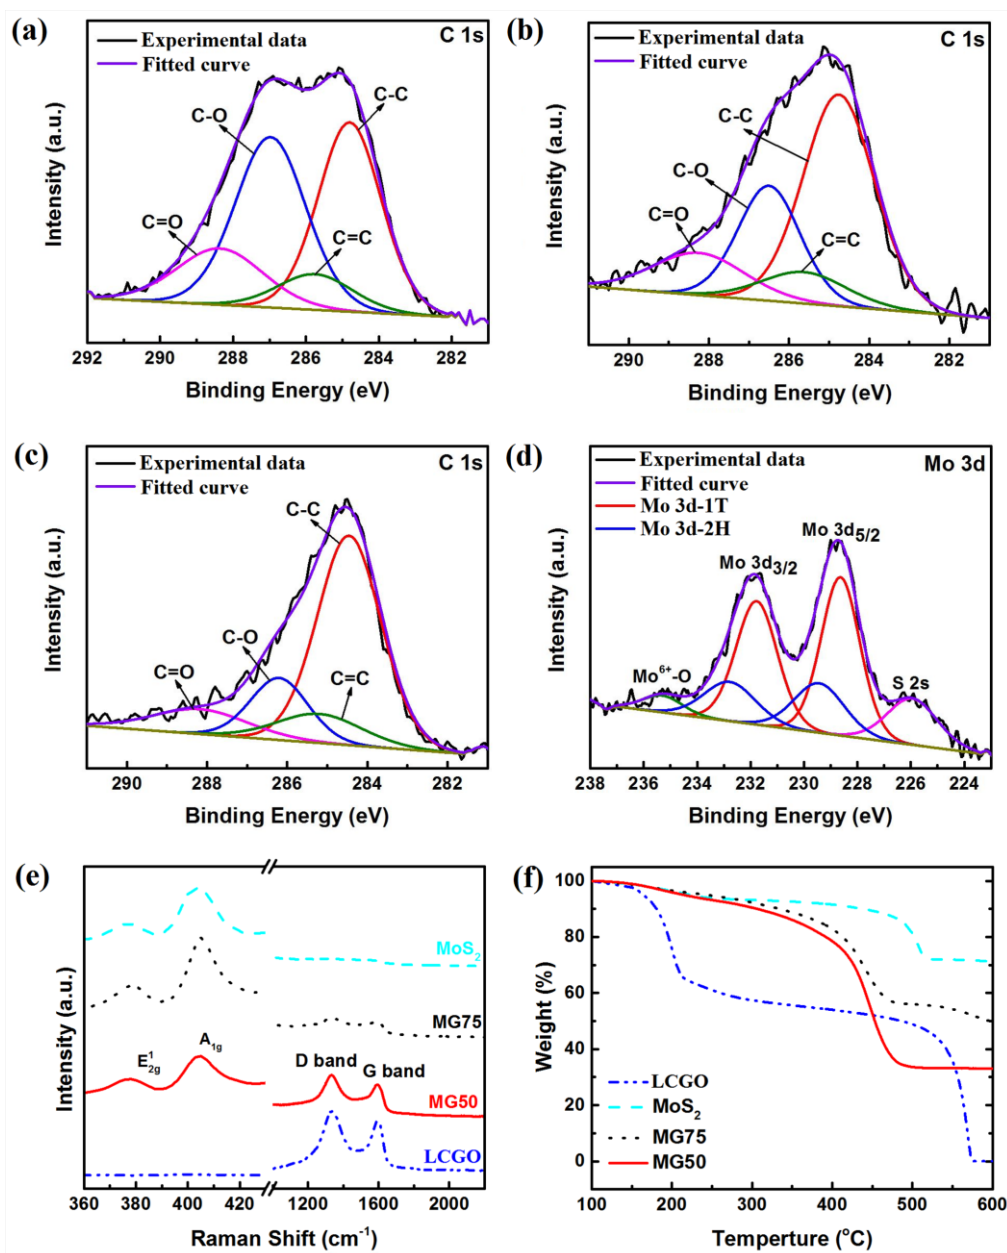 (a)
C 1s
Experimental data
Fitted curve
C-C
C-O
C=O
C=C
Intensity (a.u.)
292 290 288 286 284 282
Binding Energy (eV)
(b)
C 1s
Experimental data
Fitted curve
C-C
C-O
C=O
C=C
Intensity (a.u.)
290 288 286 284 282
Binding Energy (eV)
(c)
C 1s
Experimental data
Fitted curve
C-C
C-O
C=O
C=C
Intensity (a.u.)
290 288 286 284 282
Binding Energy (eV)
(d)
Mo 3d
Experimental data
Fitted curve
Mo 3d-1T
Mo 3d-2H
Mo 3d5/2
Mo 3d3/2
Mo6+-O
S 2s
Intensity (a.u.)
238 236 234 232 230 228 226 224
Binding Energy (eV)
(e)
MoS2
MG75
A1g
E12g
D band
G band
MG50
LCGO
Intensity (a.u.)
360 380 400 420 1200 1600 2000
Raman Shift (cm-1)
(f)
100
80
60
40
20
0
Weight (%)
LCGO
MoS2
MG75
MG50
100 200 300 400 500 600
Temperture (oC)